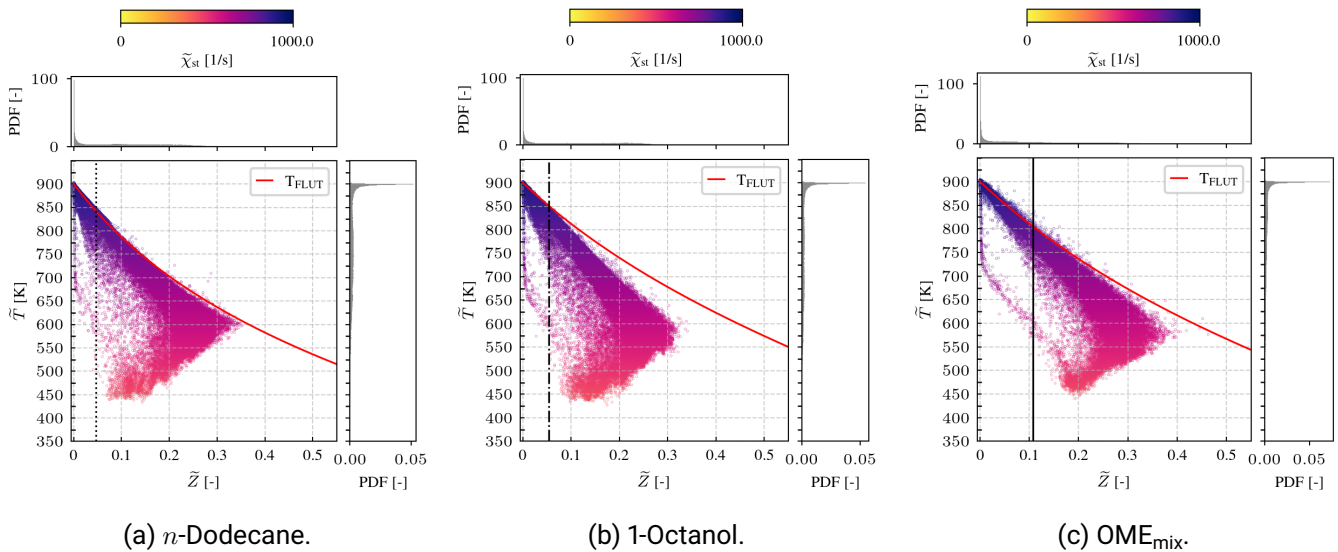 0 1000.0
χ̃st [1/s]
100
0
PDF [-]
900
850
800
750
700
650
600
550
500
450
400
350
T̃ [K]
TFLUT
0 0.1 0.2 0.3 0.4 0.5
Z̃ [-]
0.00 0.05
PDF [-]
(a) n-Dodecane.
0 1000.0
χ̃st [1/s]
100
0
PDF [-]
900
850
800
750
700
650
600
550
500
450
400
350
T̃ [K]
TFLUT
0 0.1 0.2 0.3 0.4 0.5
Z̃ [-]
0.00 0.05
PDF [-]
(b) 1-Octanol.
0 1000.0
χ̃st [1/s]
100
0
PDF [-]
900
850
800
750
700
650
600
550
500
450
400
350
T̃ [K]
TFLUT
0 0.1 0.2 0.3 0.4 0.5
Z̃ [-]
0.00 0.05
PDF [-]
(c) OMEmix.